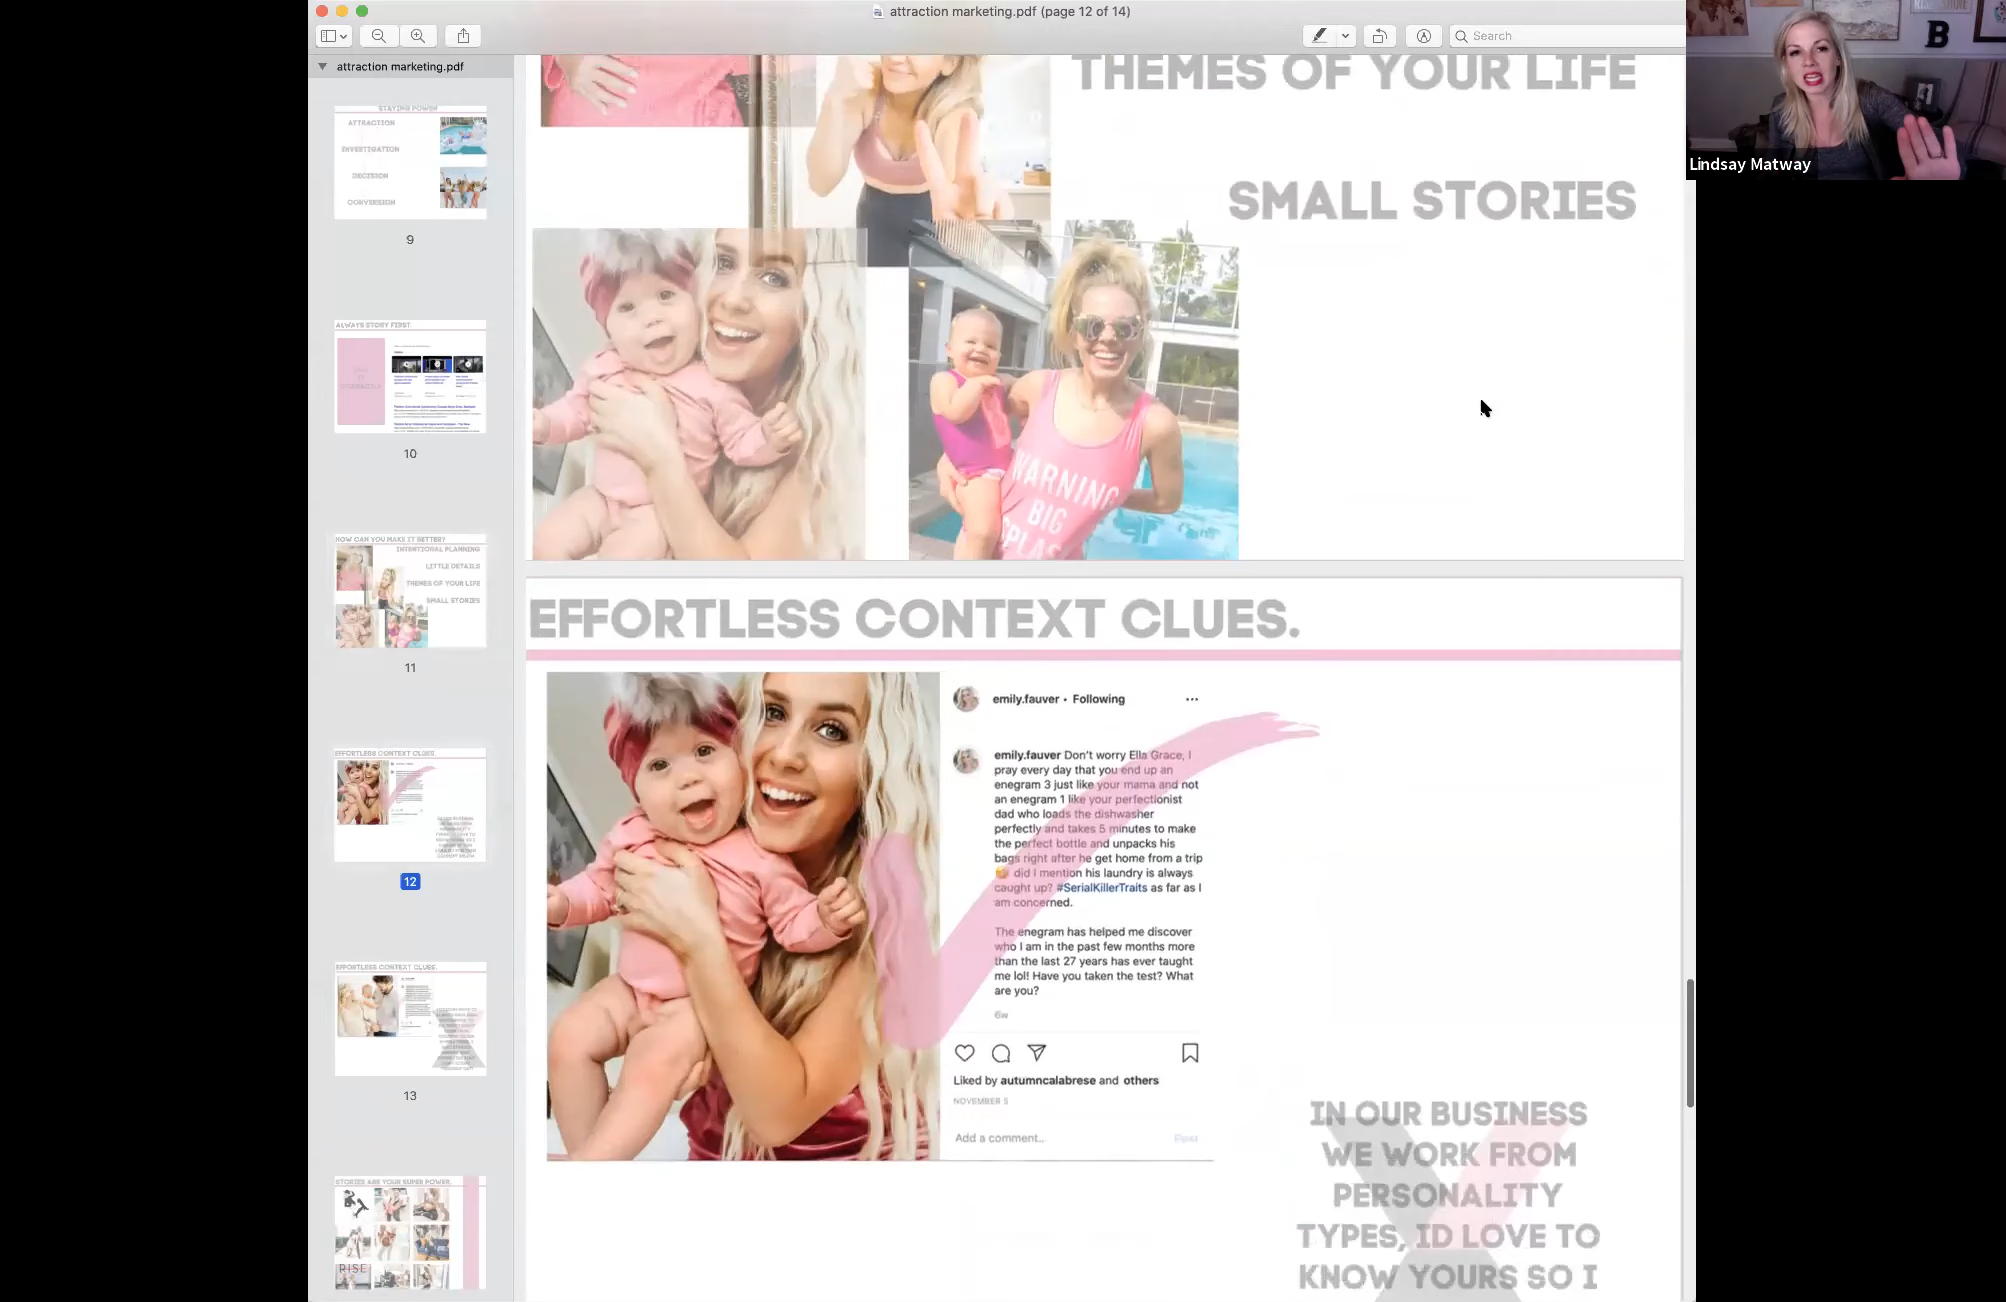 attraction marketing.pdf (page 12 of 14)
Search
attraction marketing.pdf
STAYING POWER
ATTRACTION
INVESTIGATION
DECISION
CONVERSION
9
ALWAYS STORY FIRST.
10
HOW CAN YOU MAKE IT BETTER?
INTENTIONAL PLANNING
LITTLE DETAILS
THEMES OF YOUR LIFE
SMALL STORIES
11
EFFORTLESS CONTEXT CLUES.
12
EFFORTLESS CONTEXT CLUES.
13
STORIES ARE YOUR SUPER POWER.
RISE
THEMES OF YOUR LIFE
SMALL STORIES
WARNING
BIG
SPLASH
EFFORTLESS CONTEXT CLUES.
emily.fauver • Following
emily.fauver Don't worry Ella Grace, I
pray every day that you end up an
enegram 3 just like your mama and not
an enegram 1 like your perfectionist
dad who loads the dishwasher
perfectly and takes 5 minutes to make
the perfect bottle and unpacks his
bags right after he get home from a trip
did I mention his laundry is always
caught up? #SerialKillerTraits as far as I
am concerned.
The enegram has helped me discover
who I am in the past few months more
than the last 27 years has ever taught
me lol! Have you taken the test? What
are you?
6w
Liked by autumncalabrese and others
NOVEMBER 5
Add a comment...
Post
IN OUR BUSINESS
WE WORK FROM
PERSONALITY
TYPES, ID LOVE TO
KNOW YOURS SO I
B
Lindsay Matway